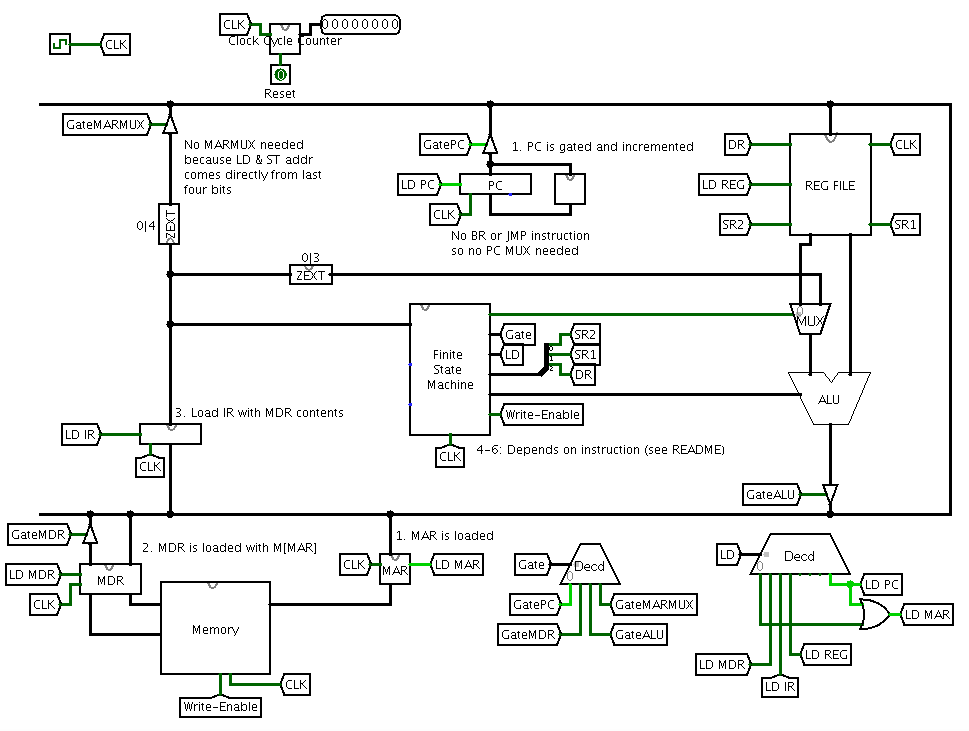 CLK
CLK
00000000
Clock Cycle Counter
Reset
GateMARMUX
No MARMUX needed
because LD & ST addr
comes directly from last
four bits
0|4
ZEXT
GatePC
1. PC is gated and incremented
LD PC
PC
CLK
No BR or JMP instruction
so no PC MUX needed
DR
CLK
LD REG
REG FILE
SR2
SR1
0|3
ZEXT
MUX
Finite
State
Machine
Gate
LD
SR2
SR1
DR
0
1
2
ALU
Write-Enable
CLK
4-6: Depends on instruction (see README)
3. Load IR with MDR contents
LD IR
CLK
GateALU
GateMDR
2. MDR is loaded with M[MAR]
1. MAR is loaded
LD MDR
MDR
CLK
CLK
MAR
LD MAR
Memory
CLK
Write-Enable
Gate
Decd
0
GatePC
GateMARMUX
GateMDR
GateALU
LD
Decd
0
LD PC
LD MAR
LD REG
LD MDR
LD IR